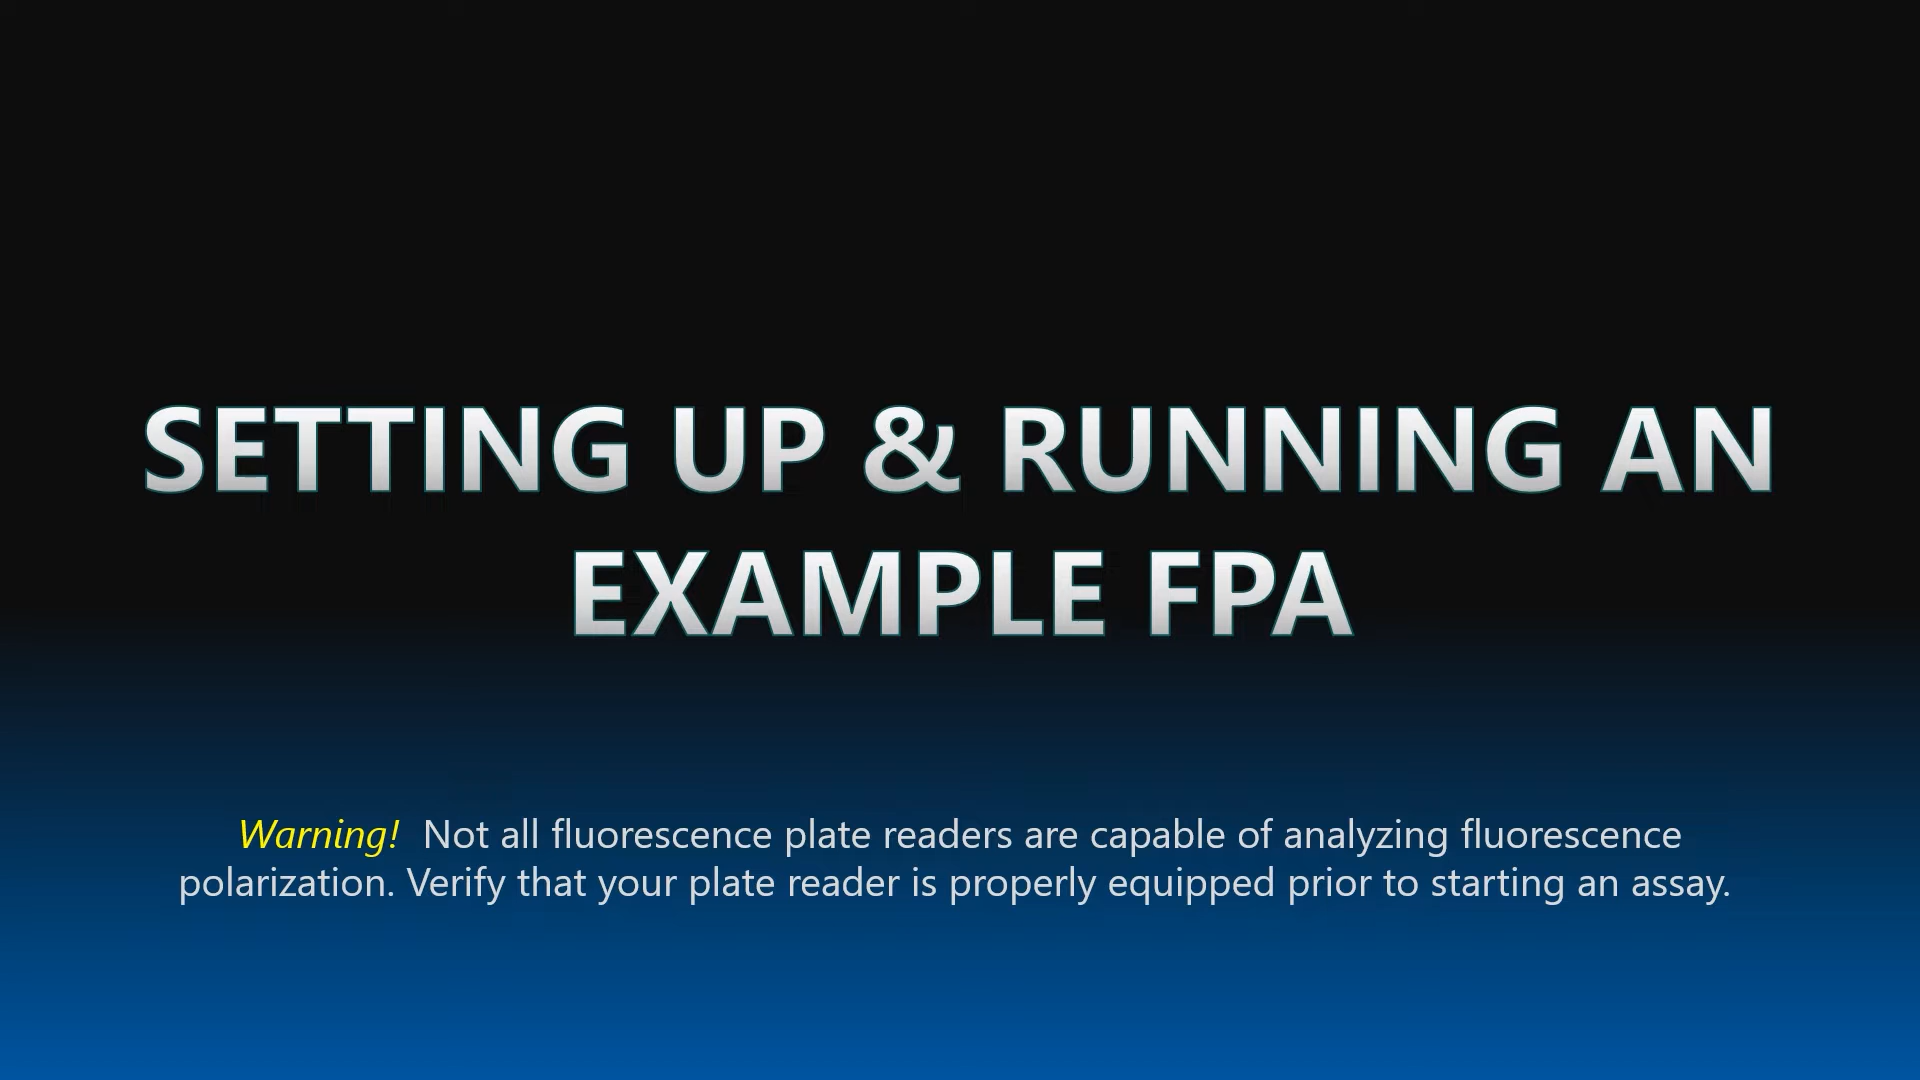 SETTING UP & RUNNING AN
EXAMPLE FPA
Warning! Not all fluorescence plate readers are capable of analyzing fluorescence
polarization. Verify that your plate reader is properly equipped prior to starting an assay.